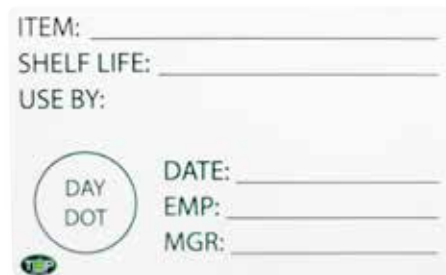 ITEM:
SHELF LIFE:
USE BY:
DAY
DOT
DATE:
EMP:
MGR: